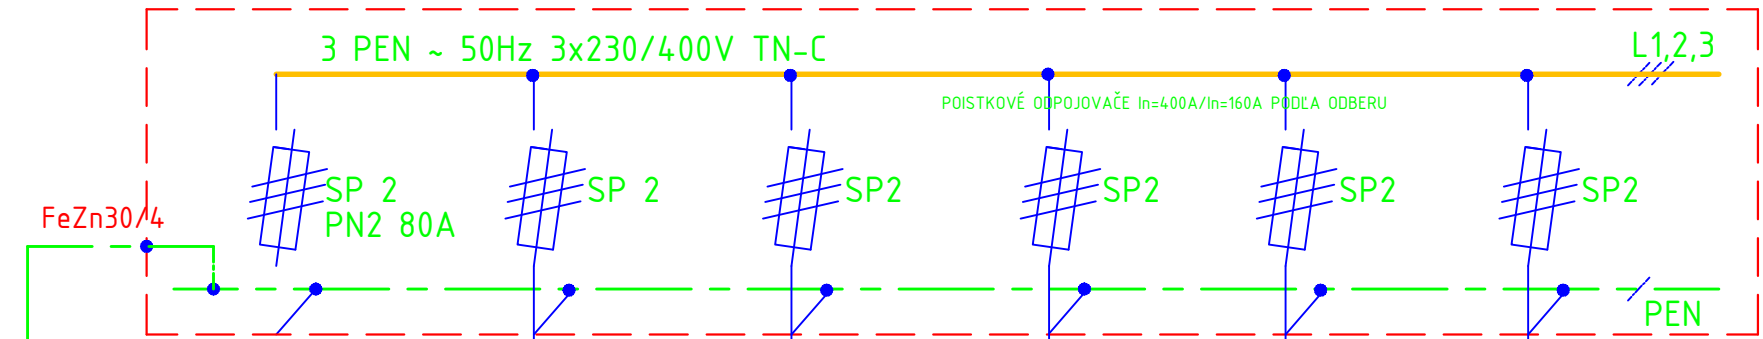 3 PEN ~ 50Hz 3x230/400V TN-C
L1,2,3
POISTKOVÉ ODPOJOVAČE In=400A/In=160A PODĽA ODBERU
SP 2
PN2 80A
SP 2
SP2
SP2
SP2
SP2
FeZn30/4
PEN